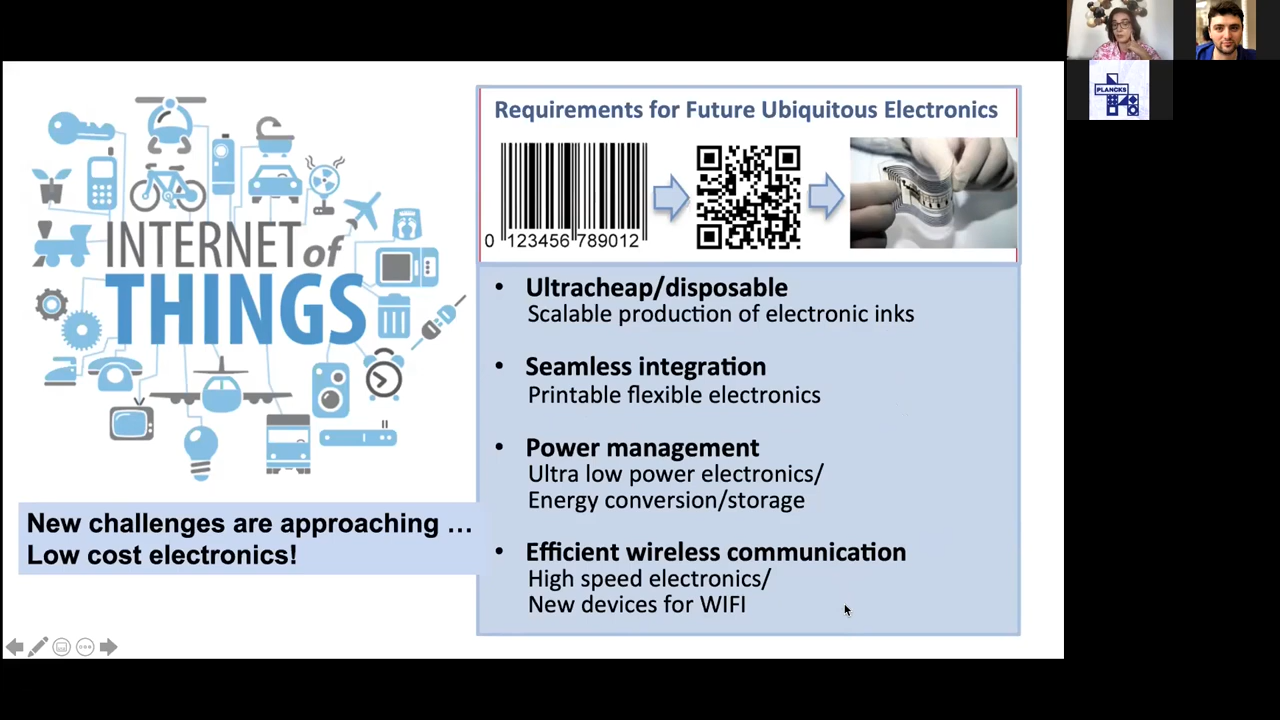 PLANCKS
INTERNET of
THINGS
New challenges are approaching …
Low cost electronics!
Requirements for Future Ubiquitous Electronics
0 123456 789012
• Ultracheap/disposable
Scalable production of electronic inks
• Seamless integration
Printable flexible electronics
• Power management
Ultra low power electronics/
Energy conversion/storage
• Efficient wireless communication
High speed electronics/
New devices for WIFI